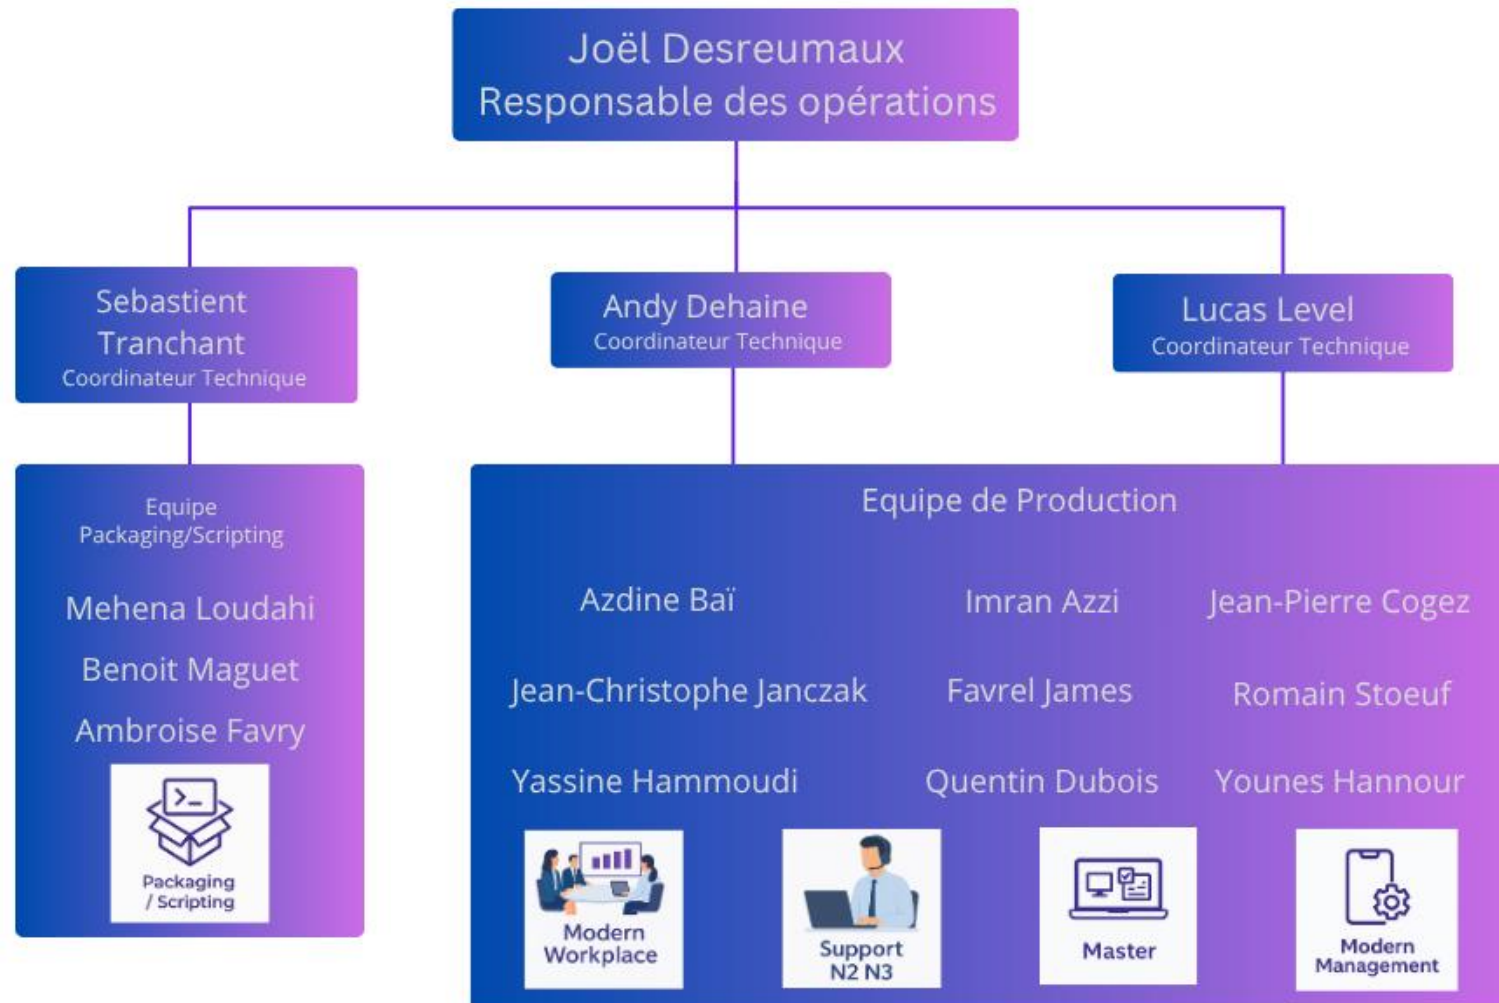 Joël Desreumaux
Responsable des opérations
Sebastient
Tranchant
Coordinateur Technique
Andy Dehaine
Coordinateur Technique
Lucas Level
Coordinateur Technique
Equipe
Packaging/Scripting
Mehena Loudahi
Benoit Maguet
Ambroise Favry
>_
Packaging
/ Scripting
Equipe de Production
Azdine Baï
Imran Azzi
Jean-Pierre Cogez
Jean-Christophe Janczak
Favrel James
Romain Stoeuf
Yassine Hammoudi
Quentin Dubois
Younes Hannour
Modern
Workplace
Support
N2 N3
Master
Modern
Management